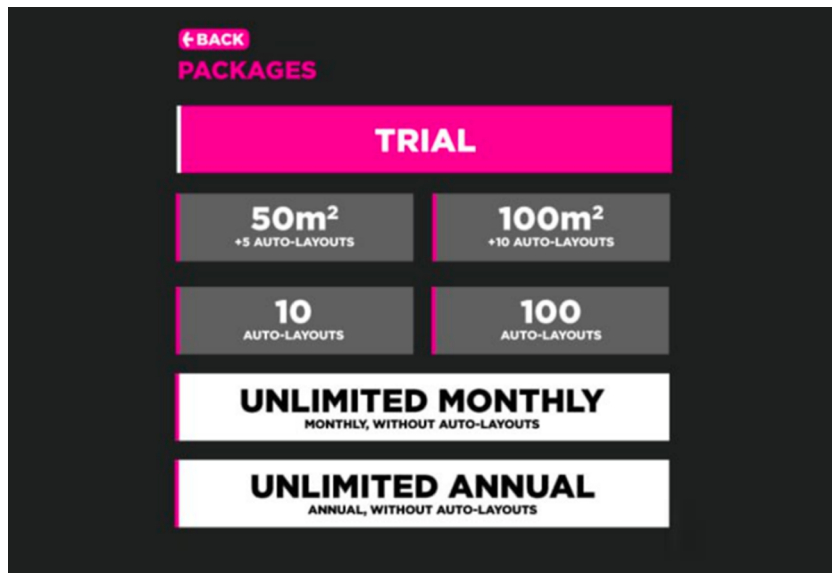 BACK
PACKAGES
TRIAL
50m²
+5 AUTO-LAYOUTS
100m²
+10 AUTO-LAYOUTS
10
AUTO-LAYOUTS
100
AUTO-LAYOUTS
UNLIMITED MONTHLY
MONTHLY, WITHOUT AUTO-LAYOUTS
UNLIMITED ANNUAL
ANNUAL, WITHOUT AUTO-LAYOUTS